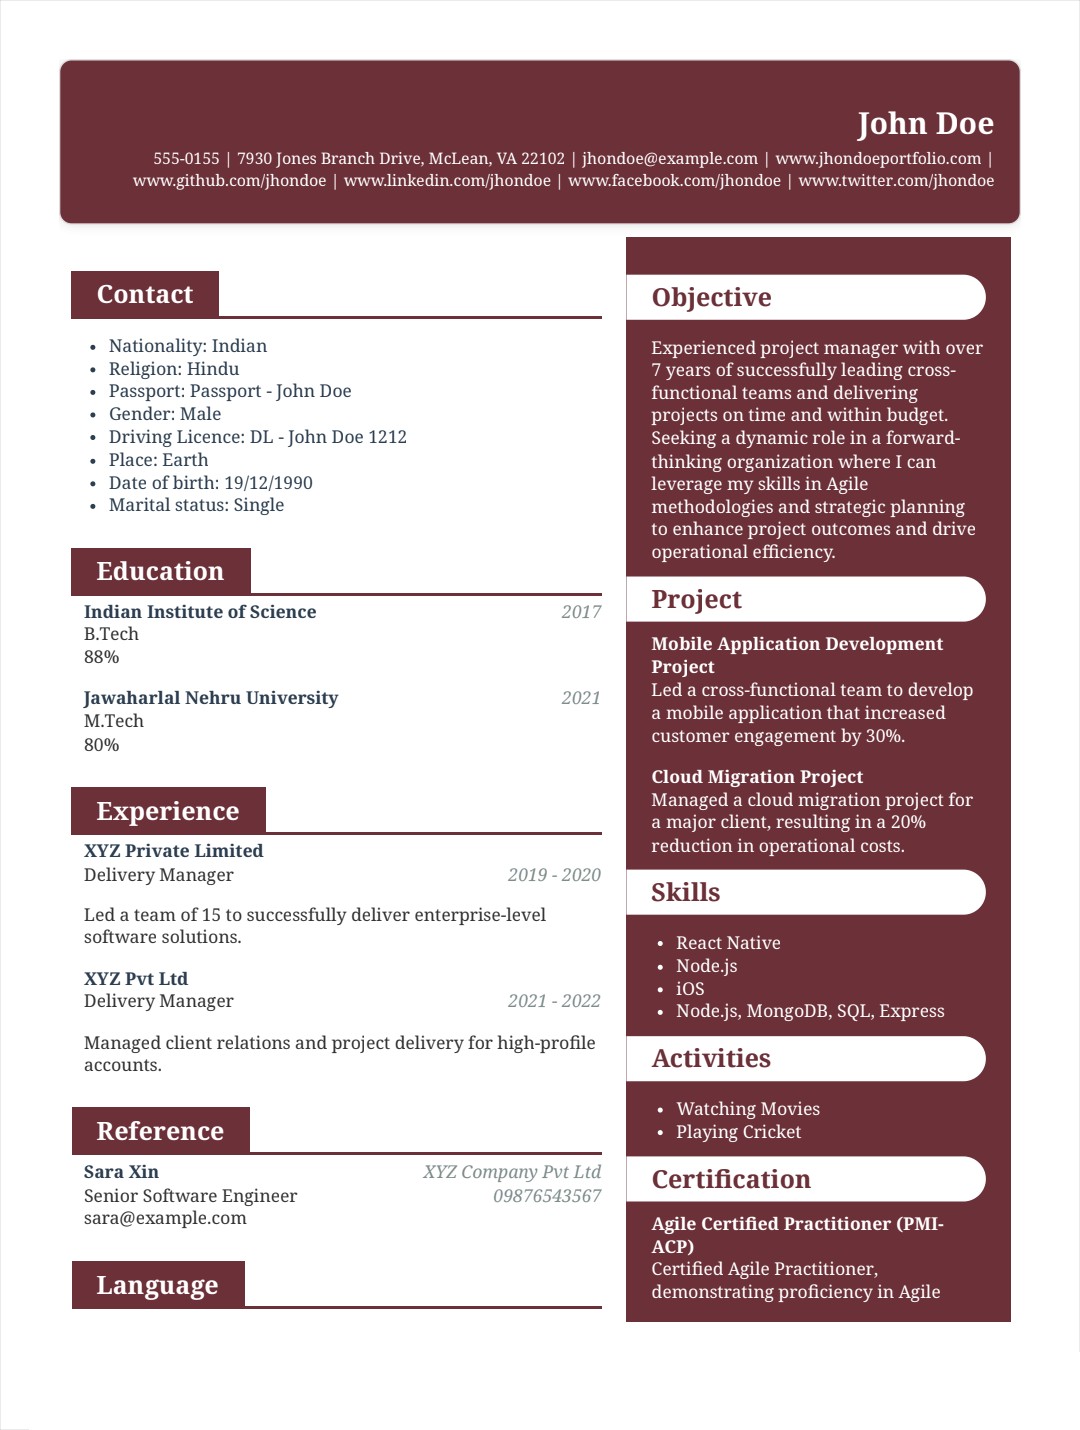 John Doe
555-0155 | 7930 Jones Branch Drive, McLean, VA 22102 | jhondoe@example.com | www.jhondoeportfolio.com |
www.github.com/jhondoe | www.linkedin.com/jhondoe | www.facebook.com/jhondoe | www.twitter.com/jhondoe
Contact
• Nationality: Indian
• Religion: Hindu
• Passport: Passport - John Doe
• Gender: Male
• Driving Licence: DL - John Doe 1212
• Place: Earth
• Date of birth: 19/12/1990
• Marital status: Single
Education
Indian Institute of Science 2017
B.Tech
88%
Jawaharlal Nehru University 2021
M.Tech
80%
Experience
XYZ Private Limited
Delivery Manager 2019 - 2020
Led a team of 15 to successfully deliver enterprise-level
software solutions.
XYZ Pvt Ltd
Delivery Manager 2021 - 2022
Managed client relations and project delivery for high-profile
accounts.
Reference
Sara Xin XYZ Company Pvt Ltd
Senior Software Engineer 09876543567
sara@example.com
Language
Objective
Experienced project manager with over
7 years of successfully leading cross-
functional teams and delivering
projects on time and within budget.
Seeking a dynamic role in a forward-
thinking organization where I can
leverage my skills in Agile
methodologies and strategic planning
to enhance project outcomes and drive
operational efficiency.
Project
Mobile Application Development
Project
Led a cross-functional team to develop
a mobile application that increased
customer engagement by 30%.
Cloud Migration Project
Managed a cloud migration project for
a major client, resulting in a 20%
reduction in operational costs.
Skills
• React Native
• Node.js
• iOS
• Node.js, MongoDB, SQL, Express
Activities
• Watching Movies
• Playing Cricket
Certification
Agile Certified Practitioner (PMI-
ACP)
Certified Agile Practitioner,
demonstrating proficiency in Agile